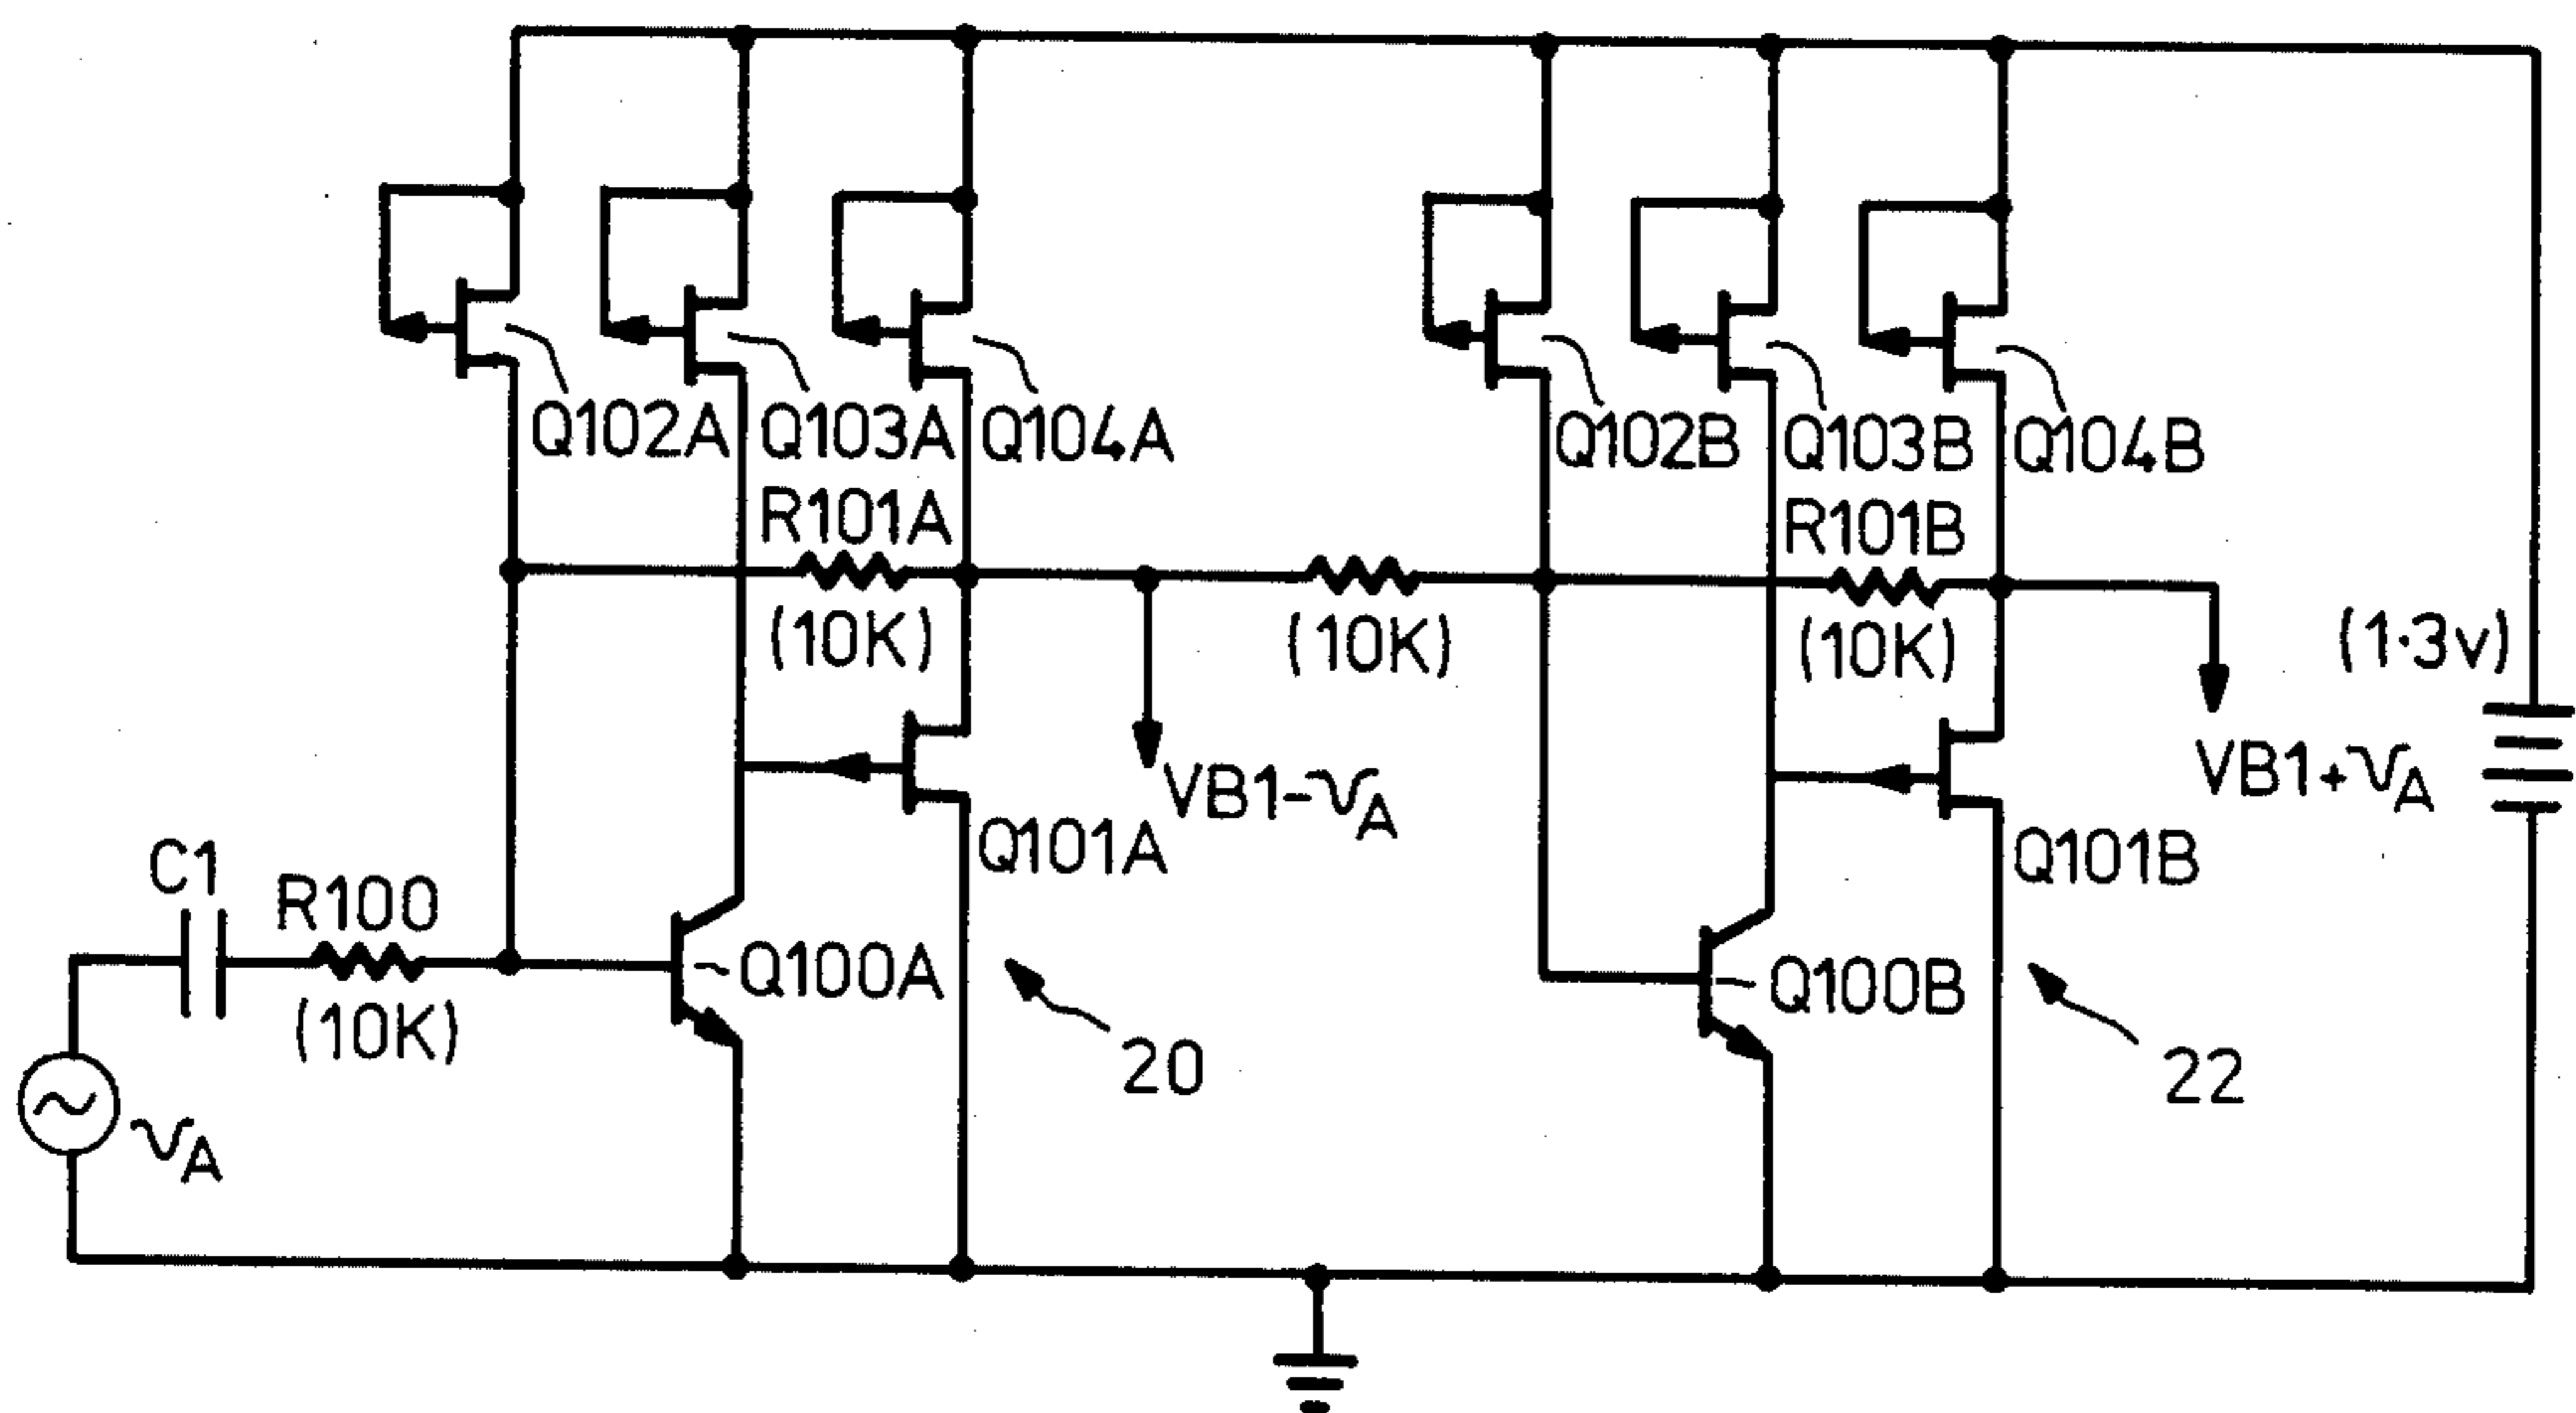 Q102A
Q103A
Q104A
Q102B
Q103B
Q104B
R101A
(10K)
(10K)
R101B
(10K)
(1·3v)
VB1-vA
VB1+vA
Q101A
Q101B
C1
R100
(10K)
Q100A
Q100B
20
22
vA